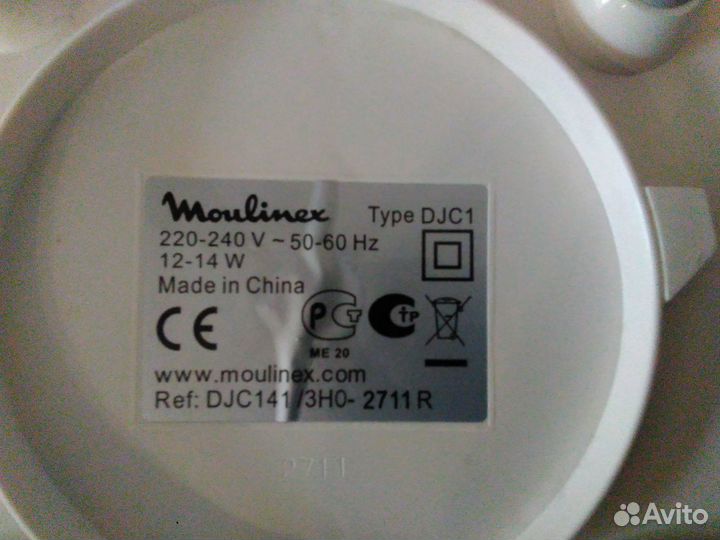 Moulinex Type DJC1
220-240 V ~ 50-60 Hz
12-14 W
Made in China
CE
ME 20
www.moulinex.com
Ref: DJC141 /3H0- 2711 R
2711
Avito